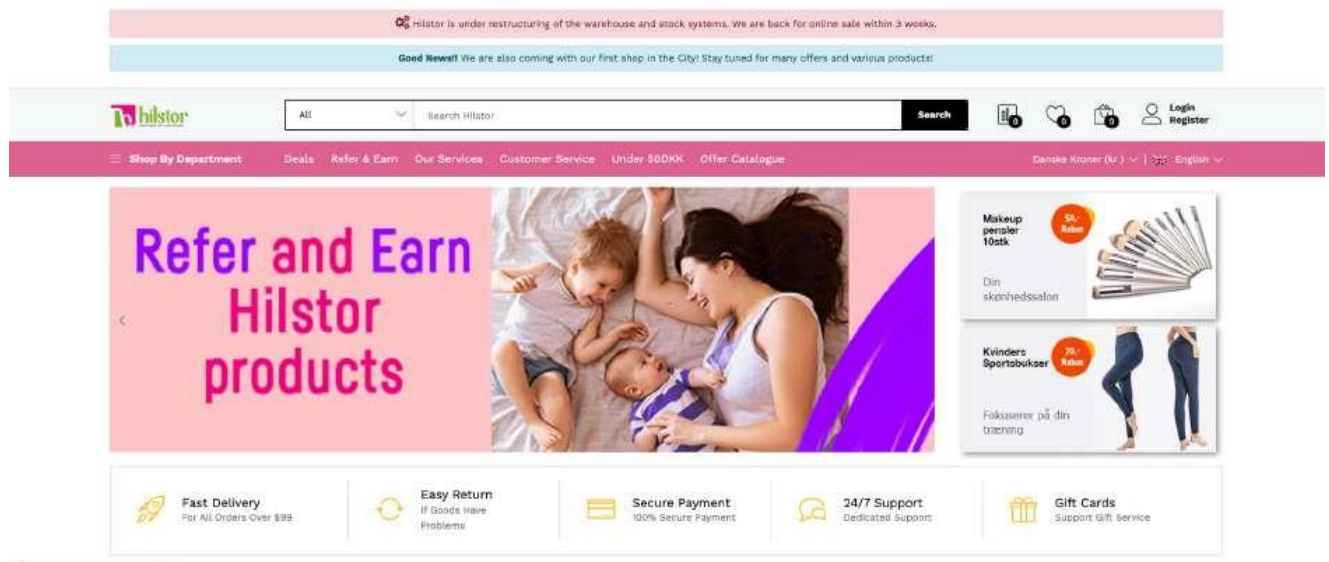 Hilstor is under restructuring of the warehouse and stock systems. We are back for online sale within 3 weeks.
Good News!! We are also coming with our first shop in the City! Stay tuned for many offers and various products!
hilstor
All
Search Hilstor
Search
0
0
0
Login
Register
Shop By Department
Deals
Refer & Earn
Our Services
Customer Service
Under 50DKK
Offer Catalogue
Danske Kroner (kr.)
English
Refer and Earn
Hilstor
products
Makeup
pensler
10stk
50,-
Rabat
Din
skønhedssalon
Kvinders
Sportsbukser
70,-
Rabat
Fokuserer på din
træning
Fast Delivery
For All Orders Over $99
Easy Return
If Goods Have
Problems
Secure Payment
100% Secure Payment
24/7 Support
Dedicated Support
Gift Cards
Support Gift Service